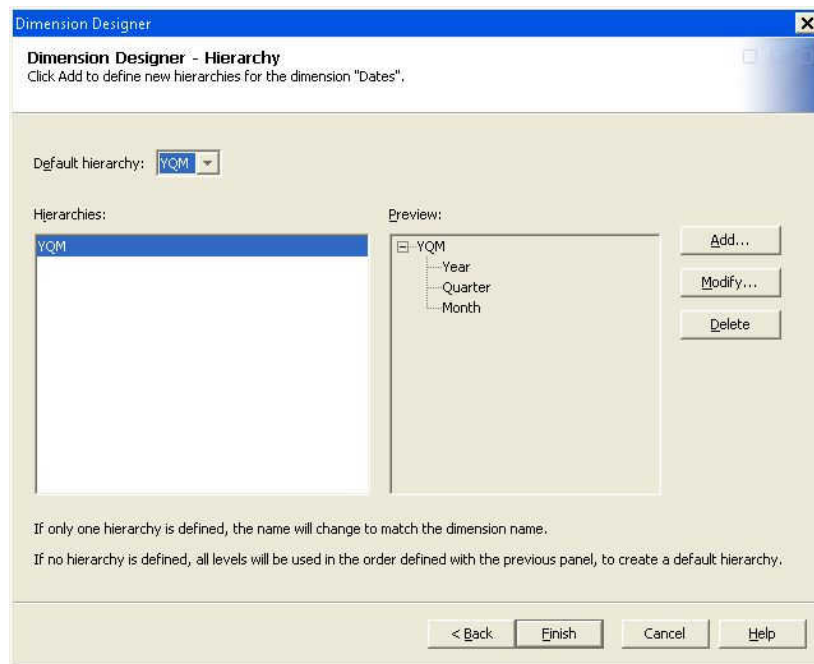 Dimension Designer
Dimension Designer - Hierarchy
Click Add to define new hierarchies for the dimension "Dates".
Default hierarchy: YQM
Hierarchies:
Preview:
YQM
YQM
Year
Quarter
Month
Add...
Modify...
Delete
If only one hierarchy is defined, the name will change to match the dimension name.
If no hierarchy is defined, all levels will be used in the order defined with the previous panel, to create a default hierarchy.
< Back
Finish
Cancel
Help